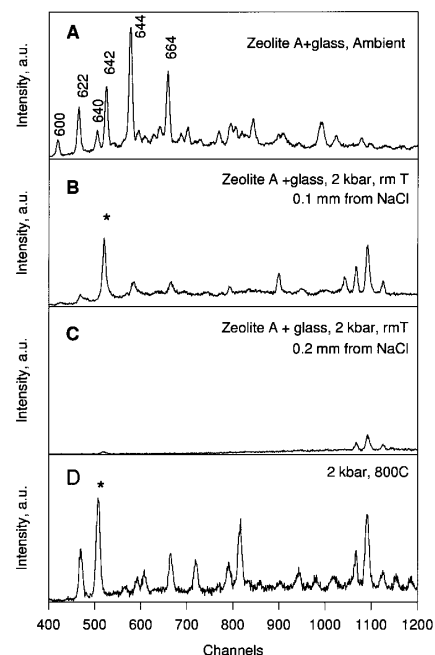 A
Zeolite A+glass, Ambient
Intensity, a.u.
600
622
640
642
644
664
B
Zeolite A +glass, 2 kbar, rm T
0.1 mm from NaCl
Intensity, a.u.
*
C
Zeolite A + glass, 2 kbar, rmT
0.2 mm from NaCl
Intensity, a.u.
D
2 kbar, 800C
Intensity, a.u.
*
400 500 600 700 800 900 1000 1100 1200
Channels